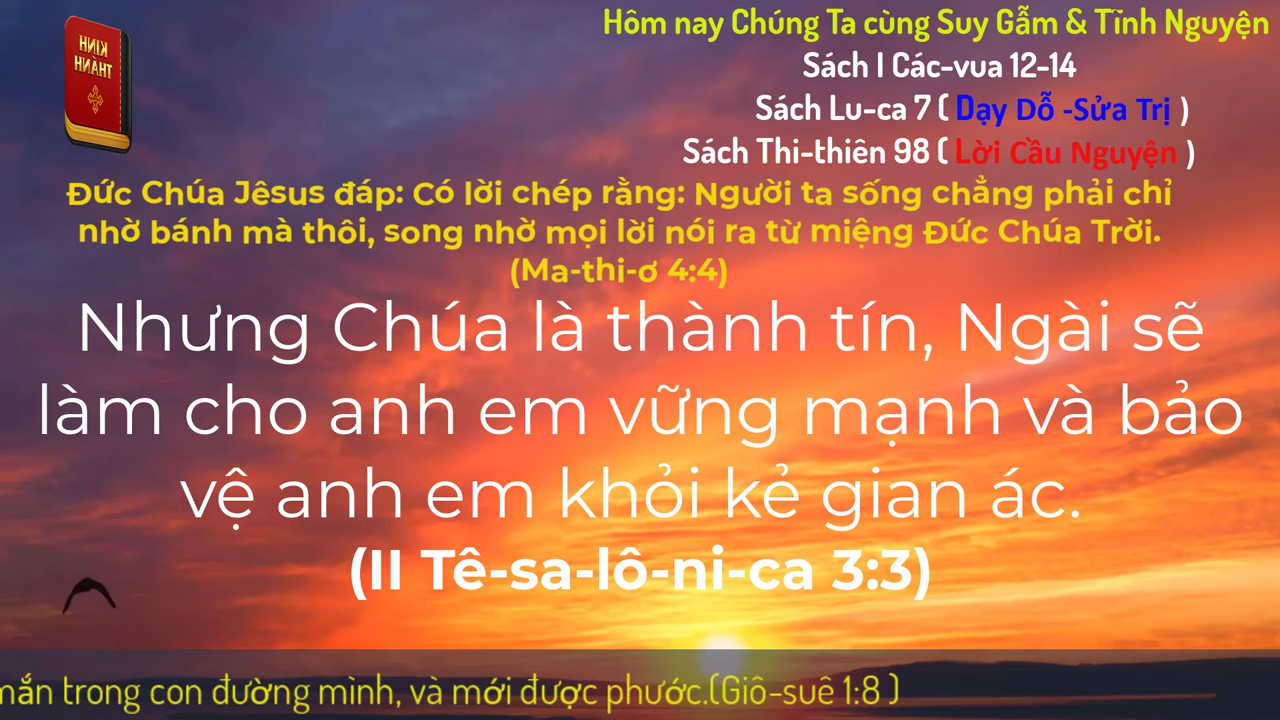 KINH
THÁNH
Hôm nay Chúng Ta cùng Suy Gẫm & Tĩnh Nguyện
Sách I Các-vua 12-14
Sách Lu-ca 7 ( Dạy Dỗ -Sửa Trị )
Sách Thi-thiên 98 ( Lời Cầu Nguyện )
Đức Chúa Jêsus đáp: Có lời chép rằng: Người ta sống chẳng phải chỉ
nhờ bánh mà thôi, song nhờ mọi lời nói ra từ miệng Đức Chúa Trời.
(Ma-thi-ơ 4:4)
Nhưng Chúa là thành tín, Ngài sẽ
làm cho anh em vững mạnh và bảo
vệ anh em khỏi kẻ gian ác.
(II Tê-sa-lô-ni-ca 3:3)
mắn trong con đường mình, và mới được phước.(Giô-suê 1:8 )